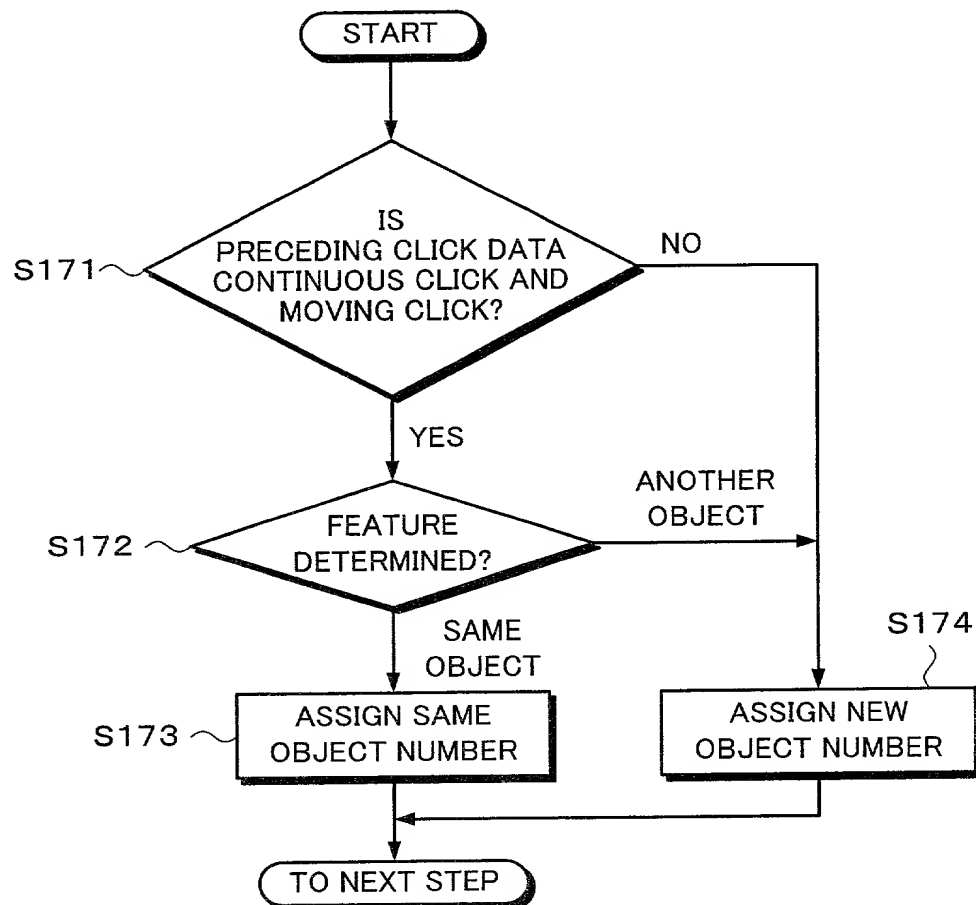 START
IS
PRECEDING CLICK DATA
CONTINUOUS CLICK AND
MOVING CLICK?
S171
NO
YES
FEATURE
DETERMINED?
S172
ANOTHER
OBJECT
SAME
OBJECT
S174
ASSIGN SAME
OBJECT NUMBER
S173
ASSIGN NEW
OBJECT NUMBER
TO NEXT STEP